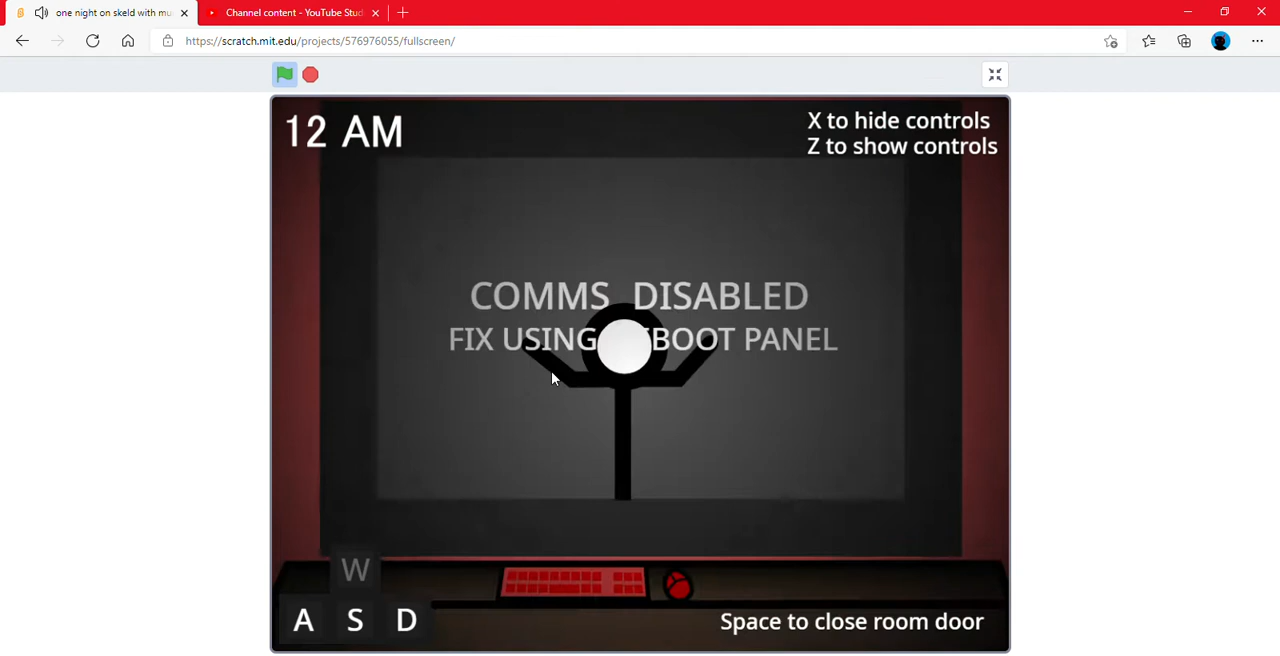 one night on skeld with mu
Channel content - YouTube Stud
https://scratch.mit.edu/projects/576976055/fullscreen/
12 AM
X to hide controls
Z to show controls
COMMS DISABLED
FIX USING BOOT PANEL
W
A S D
Space to close room door